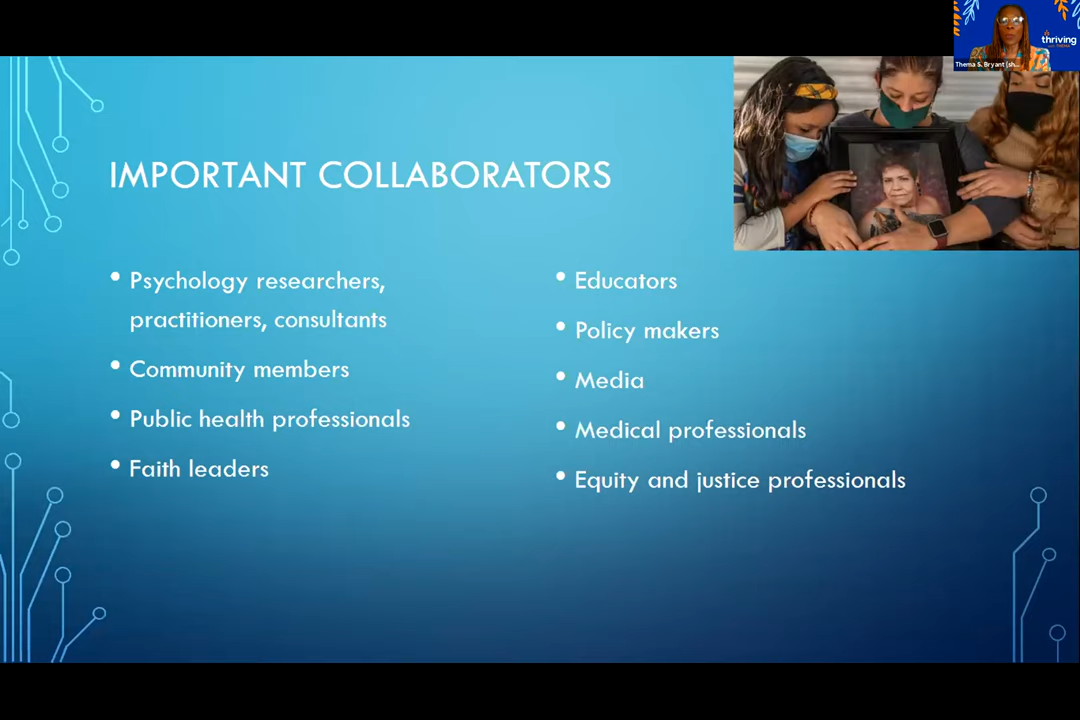 thriving
Thema S. Bryant (sh...
IMPORTANT COLLABORATORS
• Psychology researchers,
practitioners, consultants
• Community members
• Public health professionals
• Faith leaders
• Educators
• Policy makers
• Media
• Medical professionals
• Equity and justice professionals